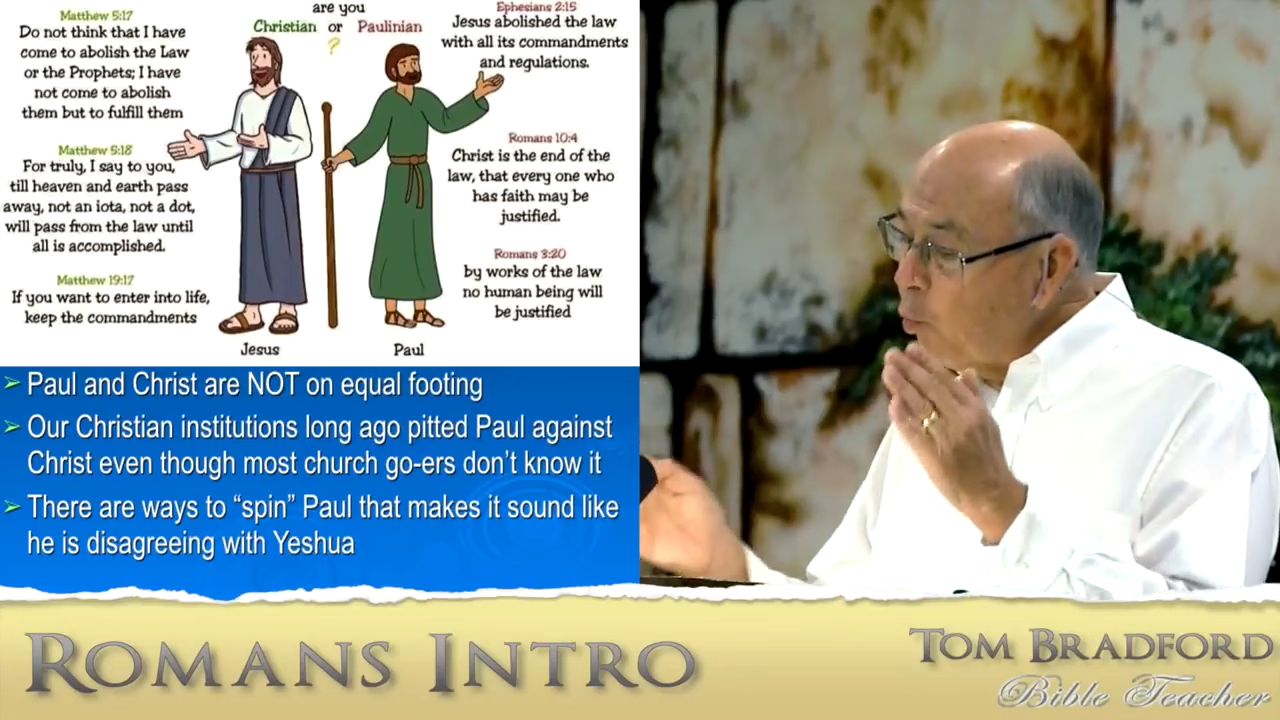 are you
Christian or Paulinian
?
Matthew 5:17
Do not think that I have
come to abolish the Law
or the Prophets; I have
not come to abolish
them but to fulfill them
Matthew 5:18
For truly, I say to you,
till heaven and earth pass
away, not an iota, not a dot,
will pass from the law until
all is accomplished.
Matthew 19:17
If you want to enter into life,
keep the commandments
Ephesians 2:15
Jesus abolished the law
with all its commandments
and regulations.
Romans 10:4
Christ is the end of the
law, that every one who
has faith may be
justified.
Romans 3:20
by works of the law
no human being will
be justified
Jesus
Paul
➢ Paul and Christ are NOT on equal footing
➢ Our Christian institutions long ago pitted Paul against
Christ even though most church go-ers don't know it
➢ There are ways to “spin” Paul that makes it sound like
he is disagreeing with Yeshua
ROMANS INTRO
TOM BRADFORD
Bible Teacher